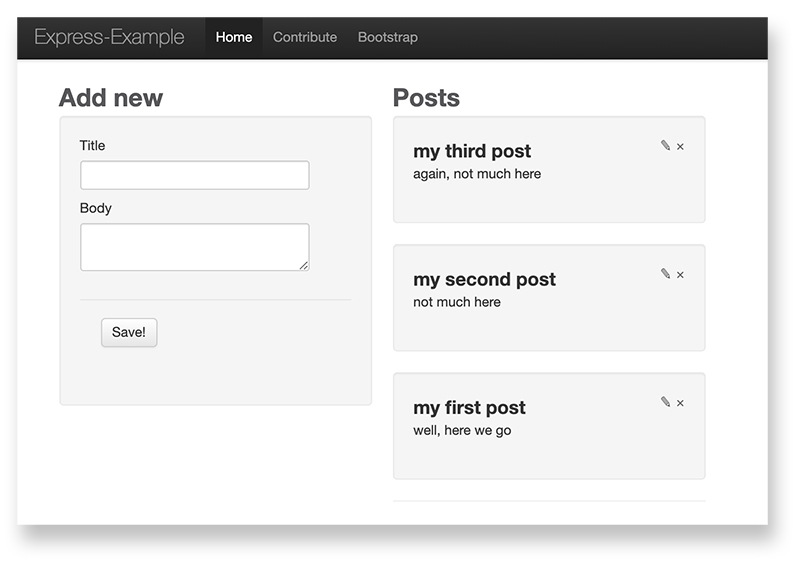 Express-Example Home Contribute Bootstrap
Add new
Title
Body
Save!
Posts
my third post
again, not much here
my second post
not much here
my first post
well, here we go